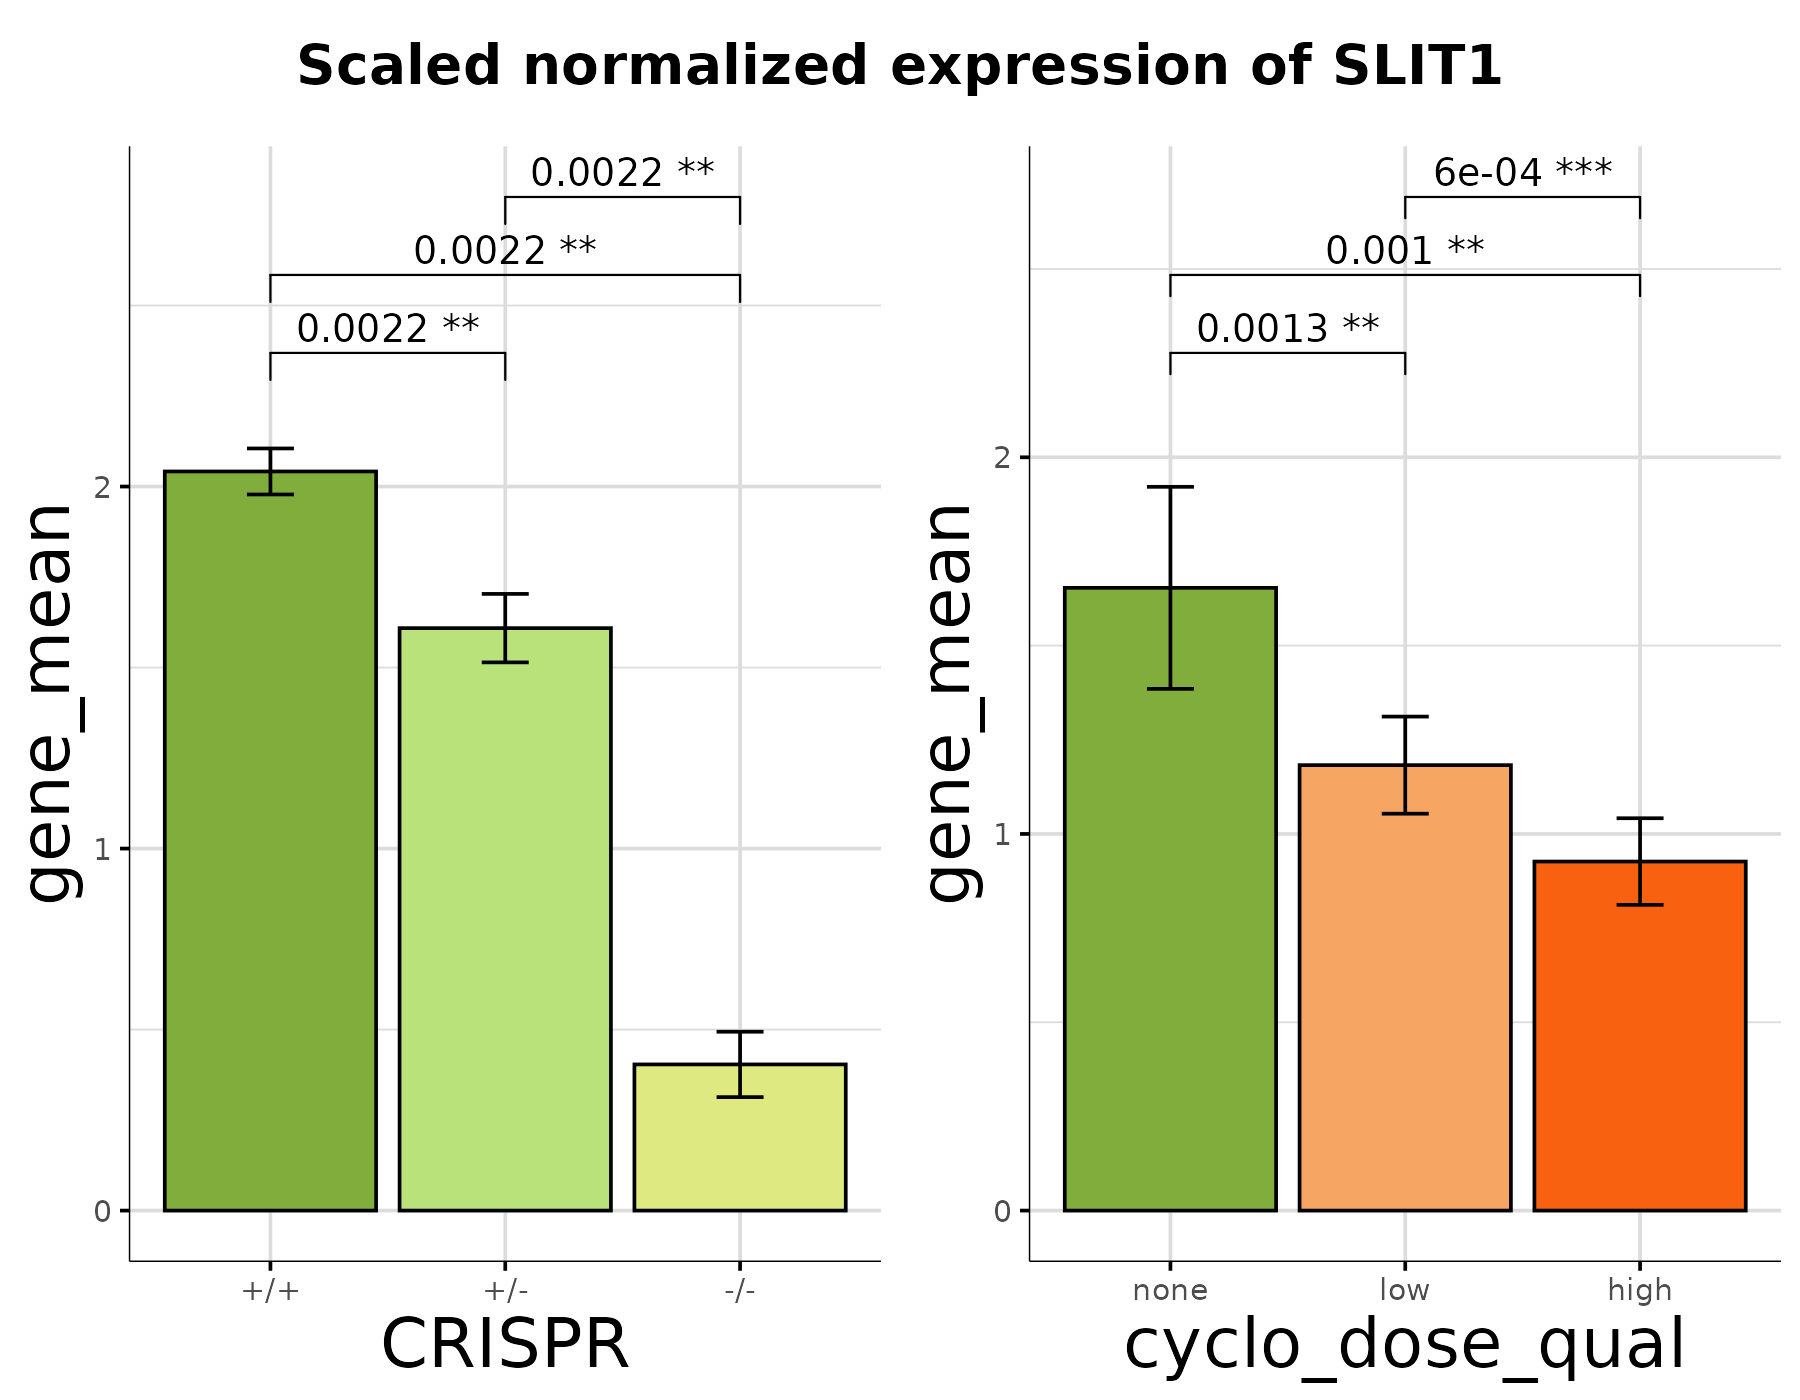 Scaled normalized expression of SLIT1
0.0022 **
0.0022 **
0.0022 **
gene_mean
2
1
0
+/+ +/- -/-
CRISPR
6e-04 ***
0.001 **
0.0013 **
gene_mean
2
1
0
none low high
cyclo_dose_qual